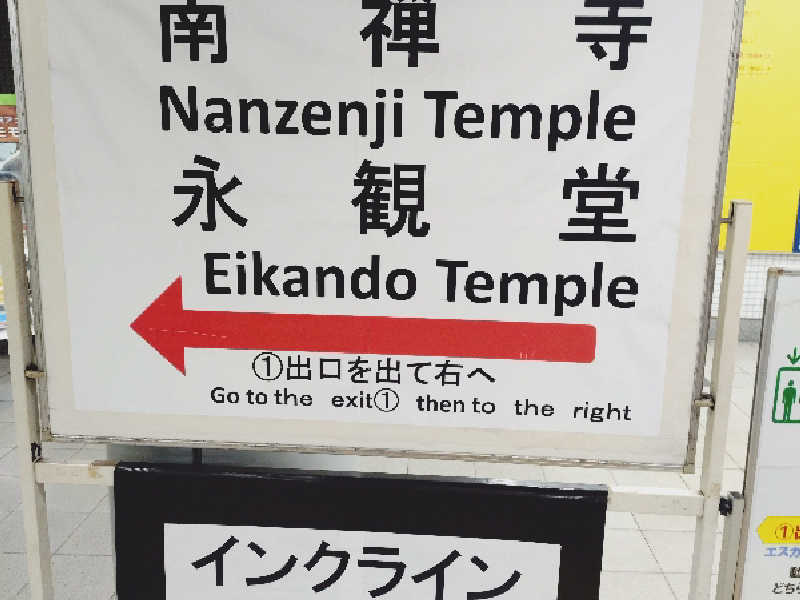 南禅寺
Nanzenji Temple
永観堂
Eikando Temple
①出口を出て右へ
Go to the exit① then to the right
インクライン